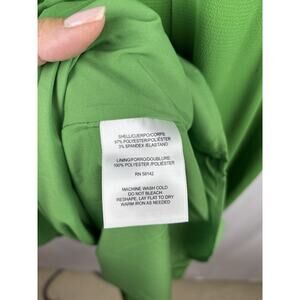 SHELL/CUERPO/CORPS
97% POLYESTER/POLIÉSTER
3% SPANDEX/ELASTANO
LINING/FORRO/DOUBLURE
100% POLYESTER/POLIÉSTER
RN 58142
MACHINE WASH COLD
DO NOT BLEACH
RESHAPE, LAY FLAT TO DRY
WARM IRON AS NEEDED